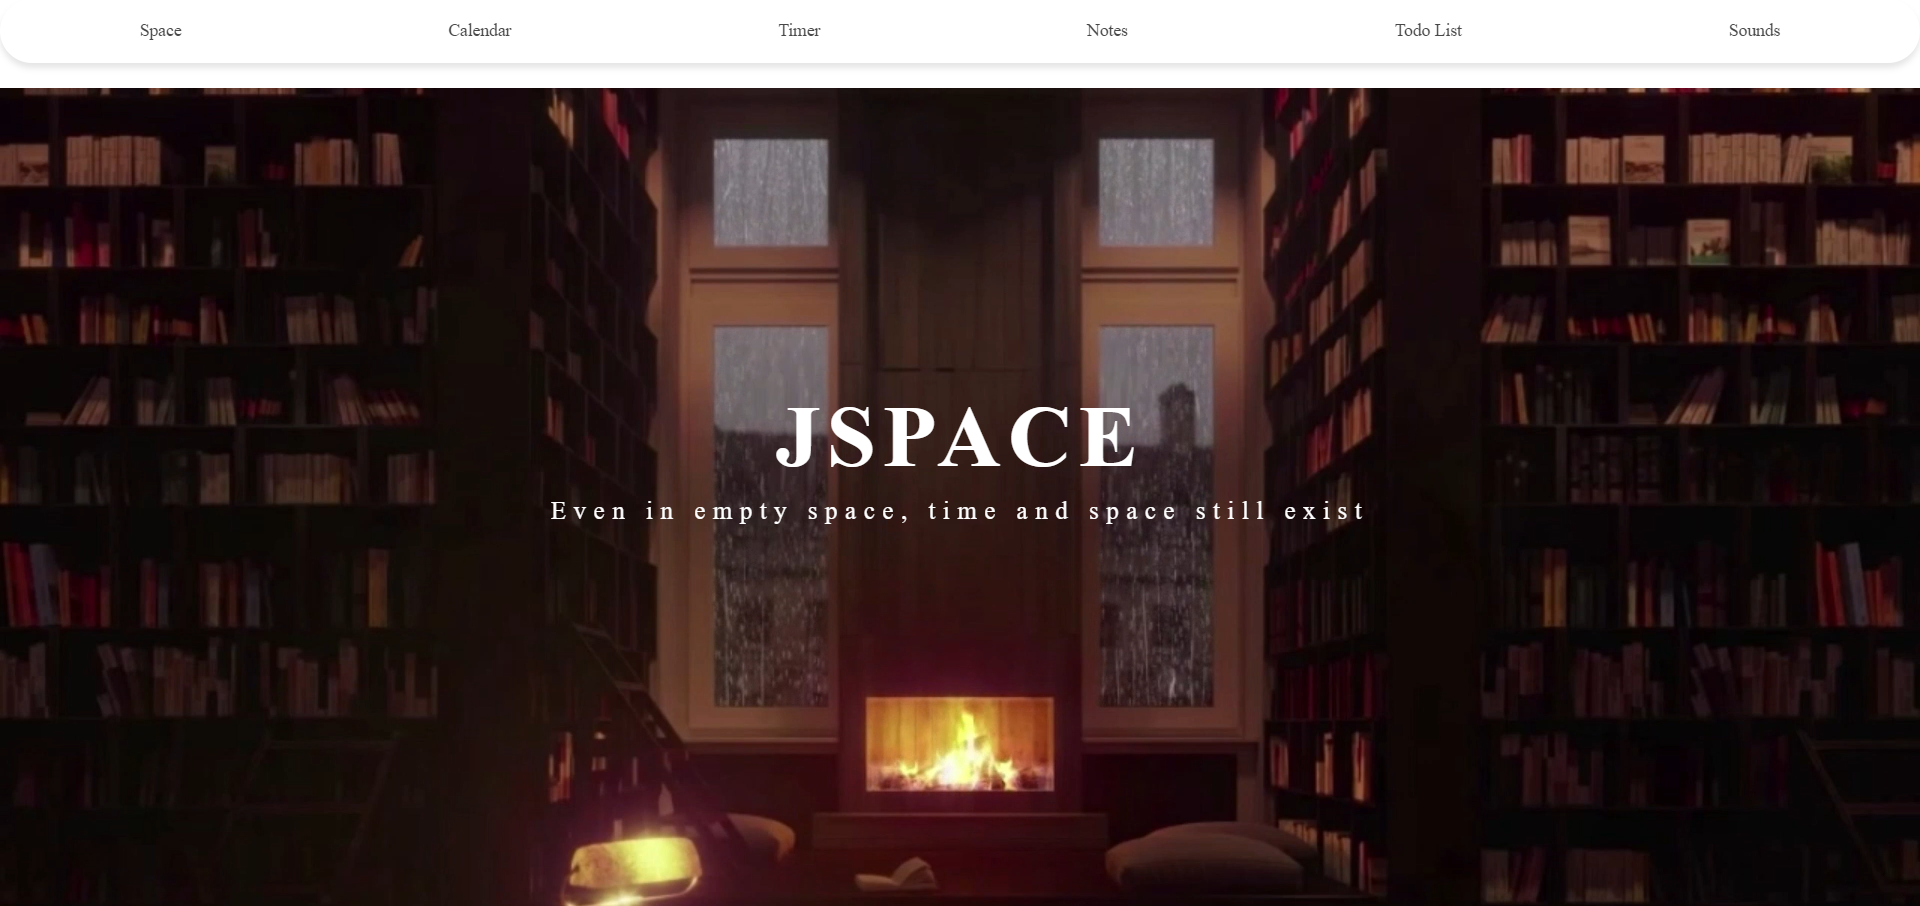 Space
Calendar
Timer
Notes
Todo List
Sounds
JSPACE
Even in empty space, time and space still exist